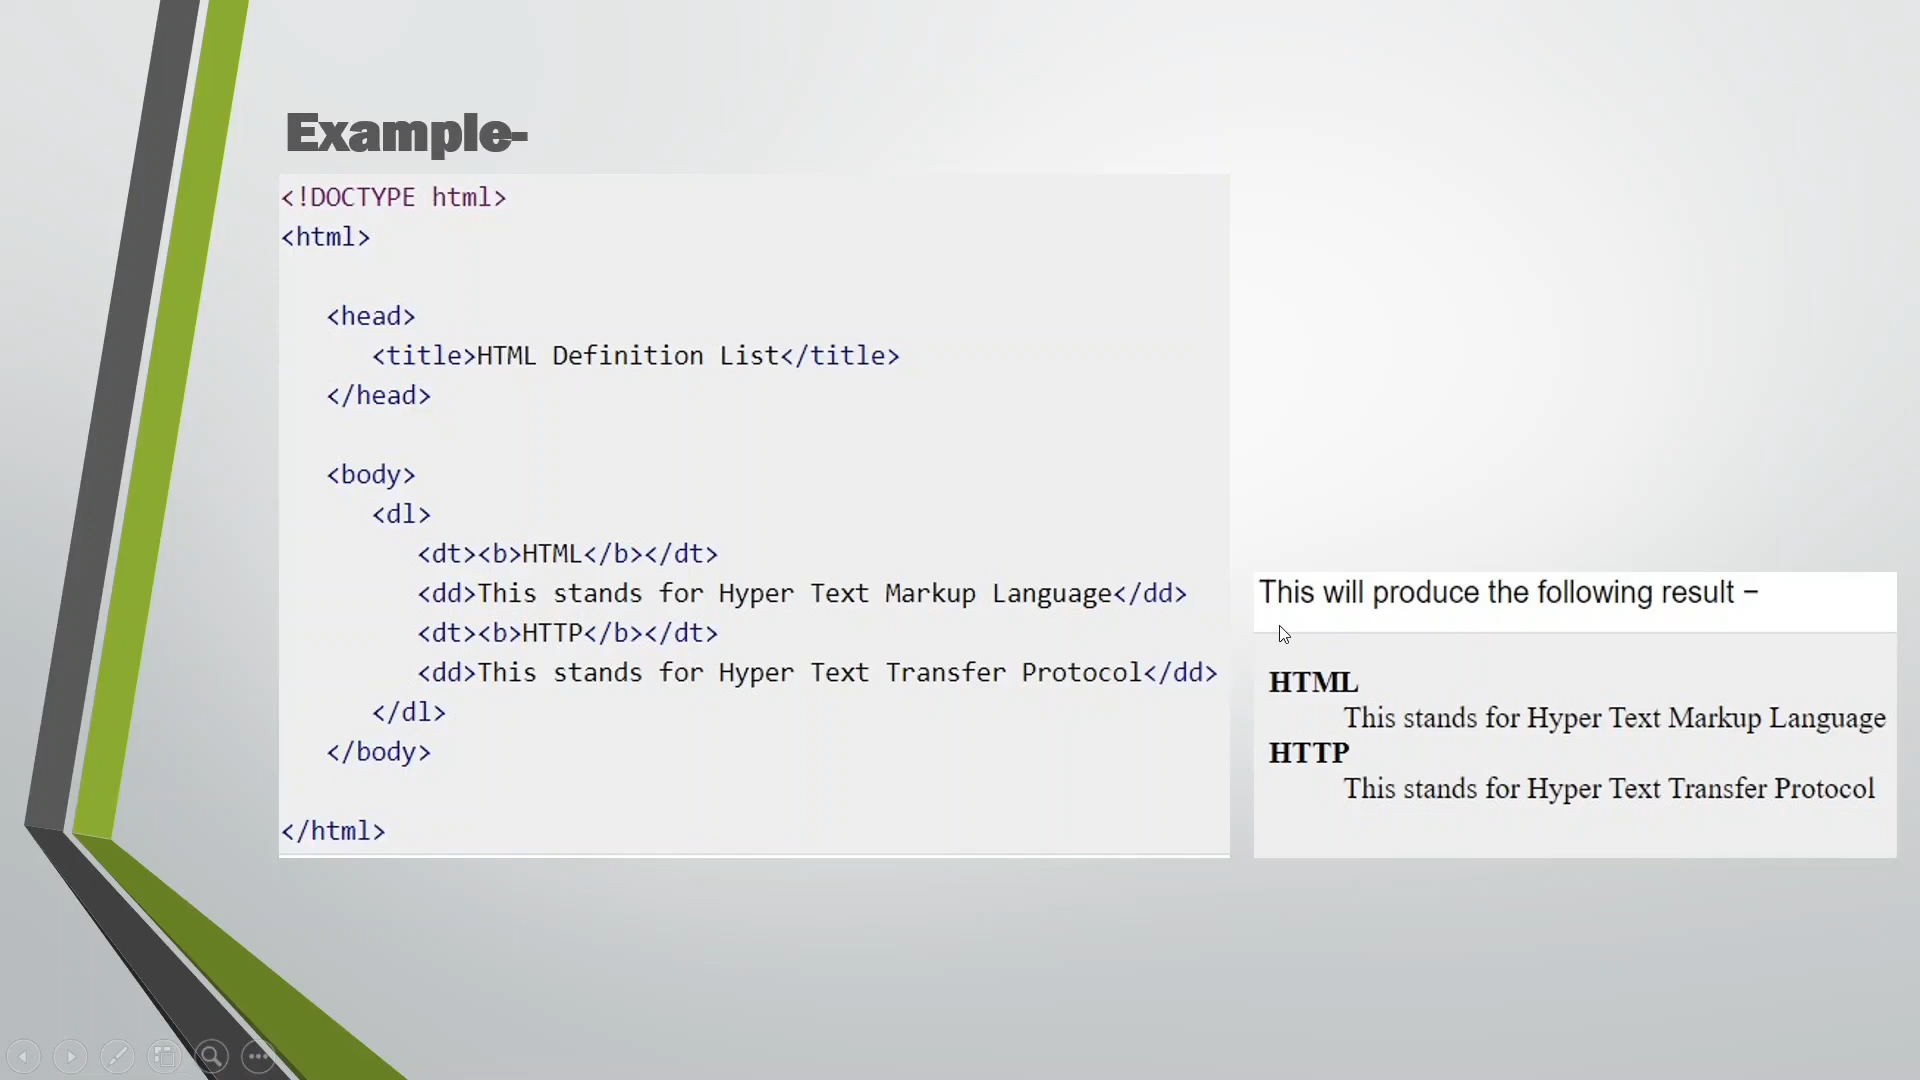 Example-
<!DOCTYPE html>
<html>
<head>
<title>HTML Definition List</title>
</head>
<body>
<dl>
<dt><b>HTML</b></dt>
<dd>This stands for Hyper Text Markup Language</dd>
<dt><b>HTTP</b></dt>
<dd>This stands for Hyper Text Transfer Protocol</dd>
</dl>
</body>
</html>
This will produce the following result −
HTML
This stands for Hyper Text Markup Language
HTTP
This stands for Hyper Text Transfer Protocol